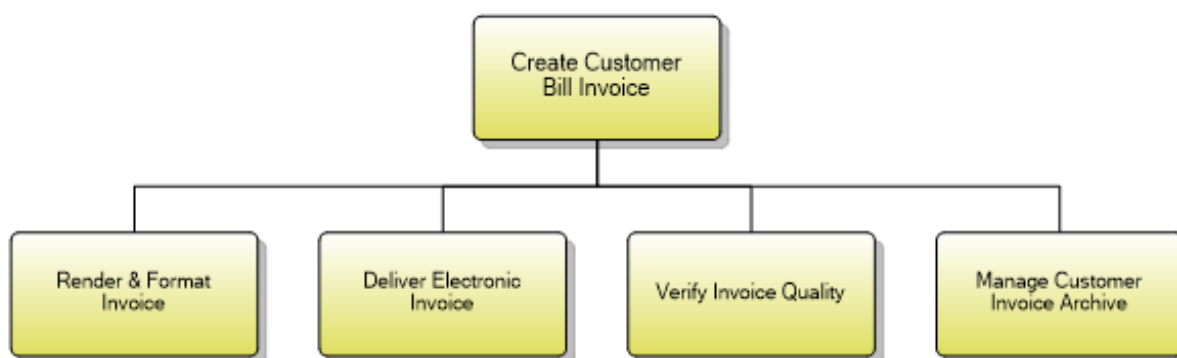 Create Customer
Bill Invoice
Render & Format
Invoice
Deliver Electronic
Invoice
Verify Invoice Quality
Manage Customer
Invoice Archive